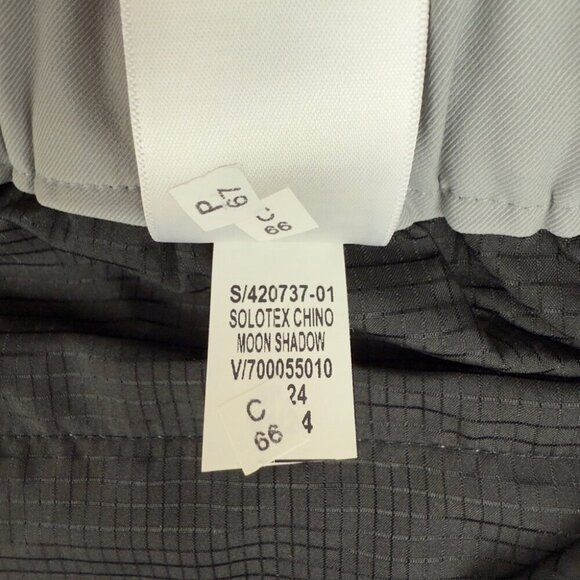 P
67
C
66
S/420737-01
SOLOTEX CHINO
MOON SHADOW
V/700055010
24
C
4
66